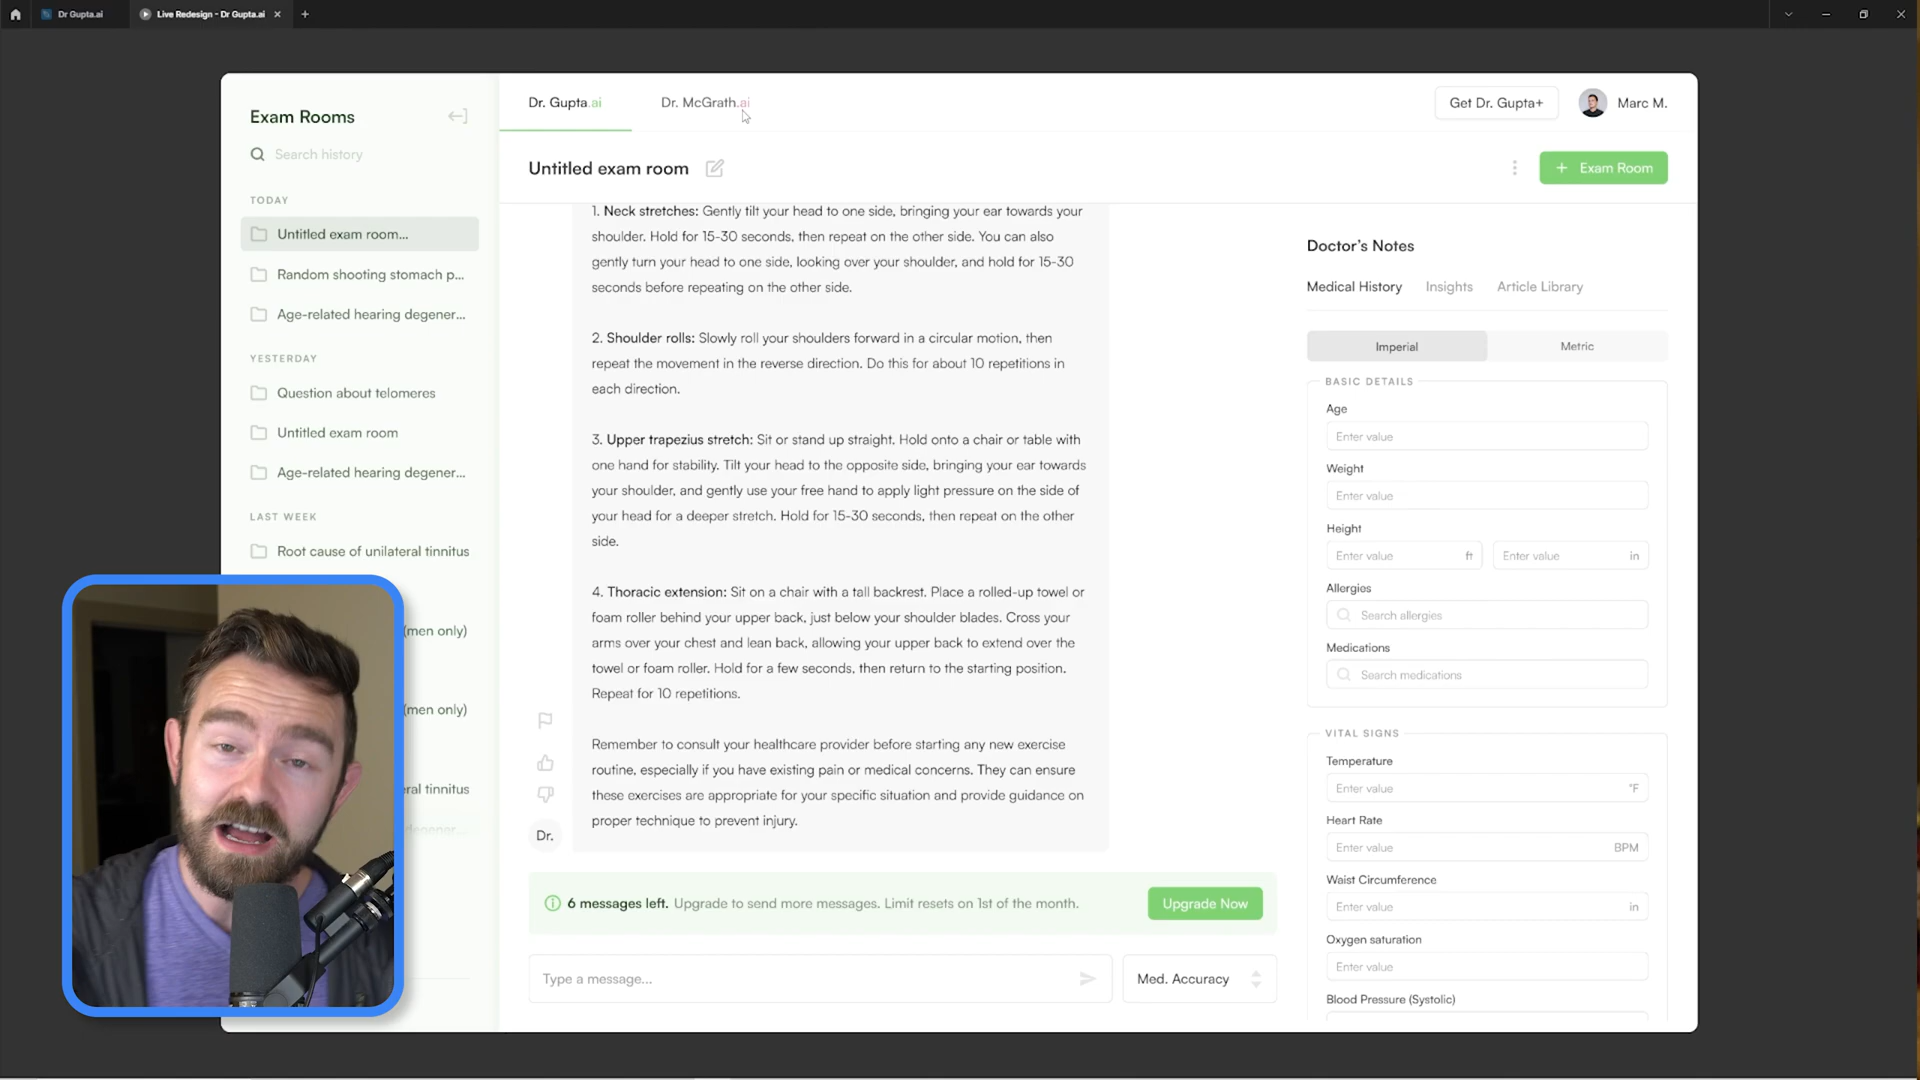 Dr Gupta.ai
Live Redesign - Dr Gupta.ai
Exam Rooms
Search history
TODAY
Untitled exam room...
Random shooting stomach p...
Age-related hearing degener...
YESTERDAY
Question about telomeres
Untitled exam room
Age-related hearing degener...
LAST WEEK
Root cause of unilateral tinnitus
(men only)
(men only)
eral tinnitus
degener...
Dr. Gupta.ai
Dr. McGrath.ai
Get Dr. Gupta+
Marc M.
Untitled exam room
+ Exam Room
1. Neck stretches: Gently tilt your head to one side, bringing your ear towards your
shoulder. Hold for 15-30 seconds, then repeat on the other side. You can also
gently turn your head to one side, looking over your shoulder, and hold for 15-30
seconds before repeating on the other side.
2. Shoulder rolls: Slowly roll your shoulders forward in a circular motion, then
repeat the movement in the reverse direction. Do this for about 10 repetitions in
each direction.
3. Upper trapezius stretch: Sit or stand up straight. Hold onto a chair or table with
one hand for stability. Tilt your head to the opposite side, bringing your ear towards
your shoulder, and gently use your free hand to apply light pressure on the side of
your head for a deeper stretch. Hold for 15-30 seconds, then repeat on the other
side.
4. Thoracic extension: Sit on a chair with a tall backrest. Place a rolled-up towel or
foam roller behind your upper back, just below your shoulder blades. Cross your
arms over your chest and lean back, allowing your upper back to extend over the
towel or foam roller. Hold for a few seconds, then return to the starting position.
Repeat for 10 repetitions.
Remember to consult your healthcare provider before starting any new exercise
routine, especially if you have existing pain or medical concerns. They can ensure
these exercises are appropriate for your specific situation and provide guidance on
proper technique to prevent injury.
Dr.
6 messages left. Upgrade to send more messages. Limit resets on 1st of the month.
Upgrade Now
Type a message...
Med. Accuracy
Doctor's Notes
Medical History
Insights
Article Library
Imperial
Metric
BASIC DETAILS
Age
Enter value
Weight
Enter value
Height
Enter value ft
Enter value in
Allergies
Search allergies
Medications
Search medications
VITAL SIGNS
Temperature
Enter value °F
Heart Rate
Enter value BPM
Waist Circumference
Enter value in
Oxygen saturation
Enter value
Blood Pressure (Systolic)